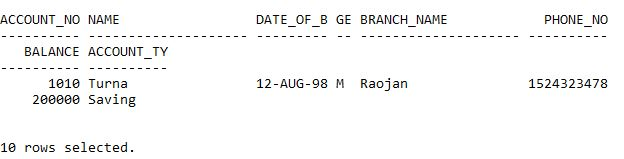 ACCOUNT_NO NAME                 DATE_OF_B GE BRANCH_NAME            PHONE_NO
---------- -------------------- --------- -- -------------------- ----------
   BALANCE ACCOUNT_TY
---------- ----------
      1010 Turna                12-AUG-98 M  Raojan               1524323478
    200000 Saving
10 rows selected.